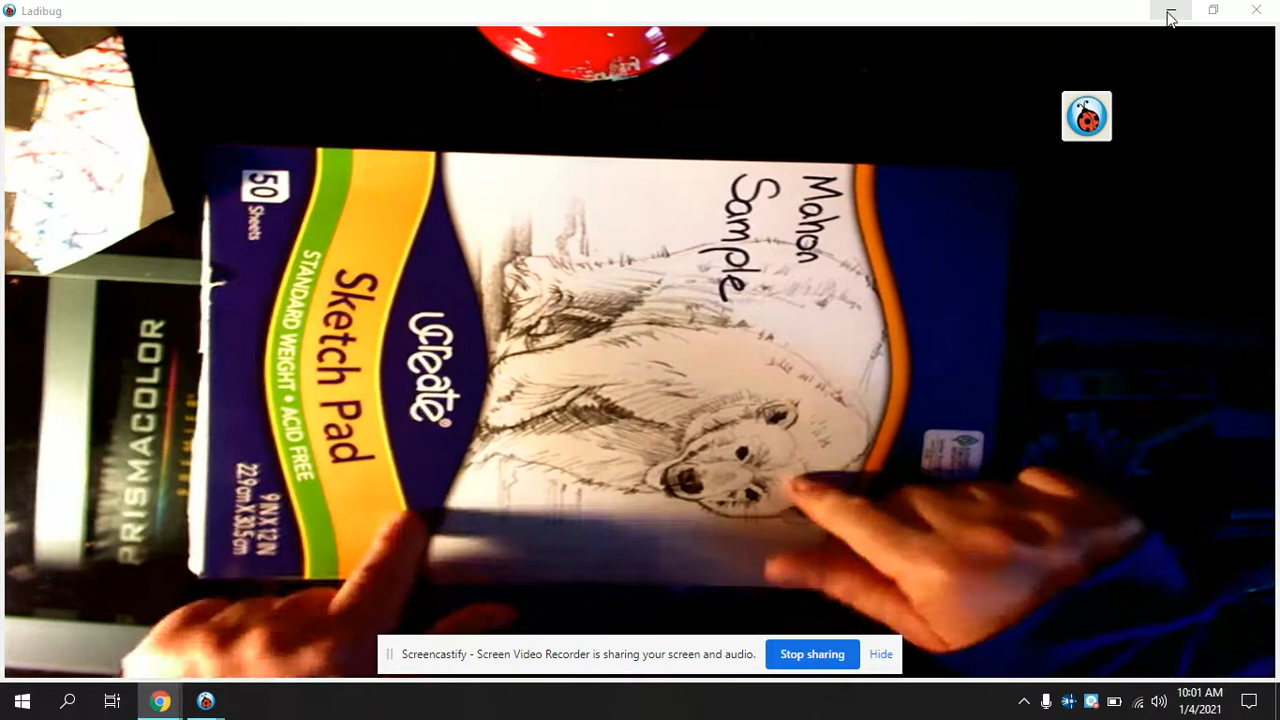 Ladibug
Mahon
Sample
ucreate®
Sketch Pad
STANDARD WEIGHT • ACID FREE
50
Sheets
9 IN X 12 IN
22.9 cm X 30.5 cm
PRISMACOLOR
Screencastify - Screen Video Recorder is sharing your screen and audio.
Stop sharing
Hide
10:01 AM
1/4/2021